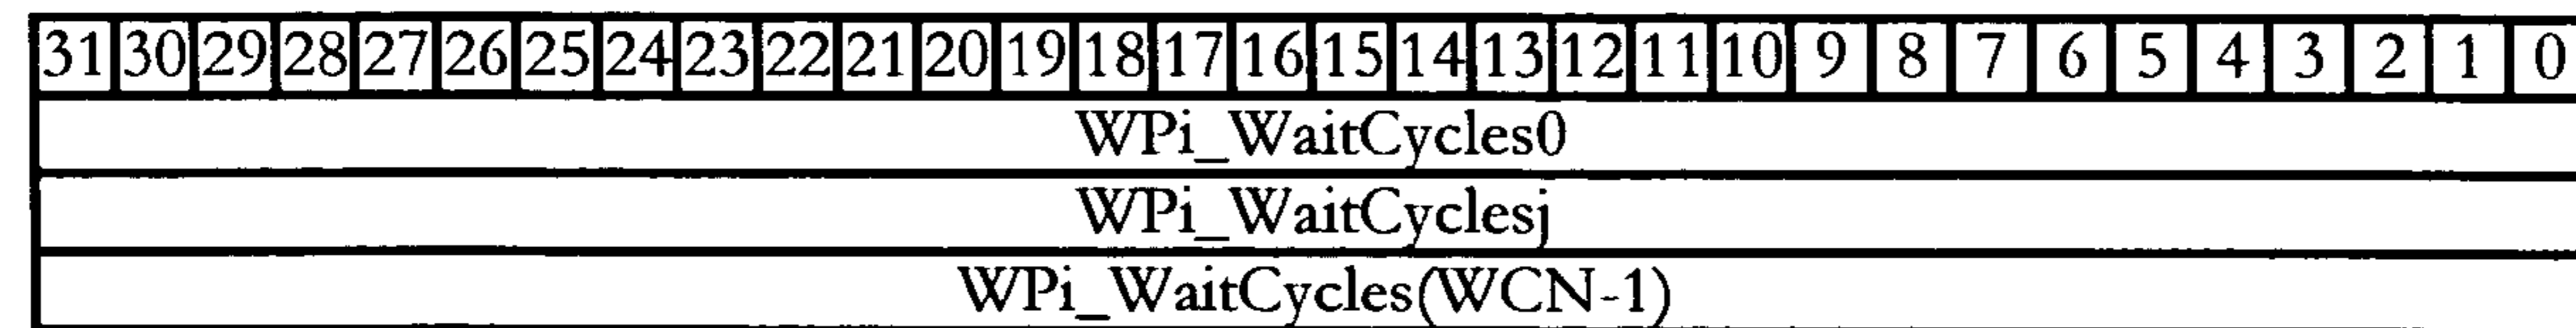 31 30 29 28 27 26 25 24 23 22 21 20 19 18 17 16 15 14 13 12 11 10 9 8 7 6 5 4 3 2 1 0
WPi_WaitCycles0
WPi_WaitCyclesj
WPi_WaitCycles(WCN-1)